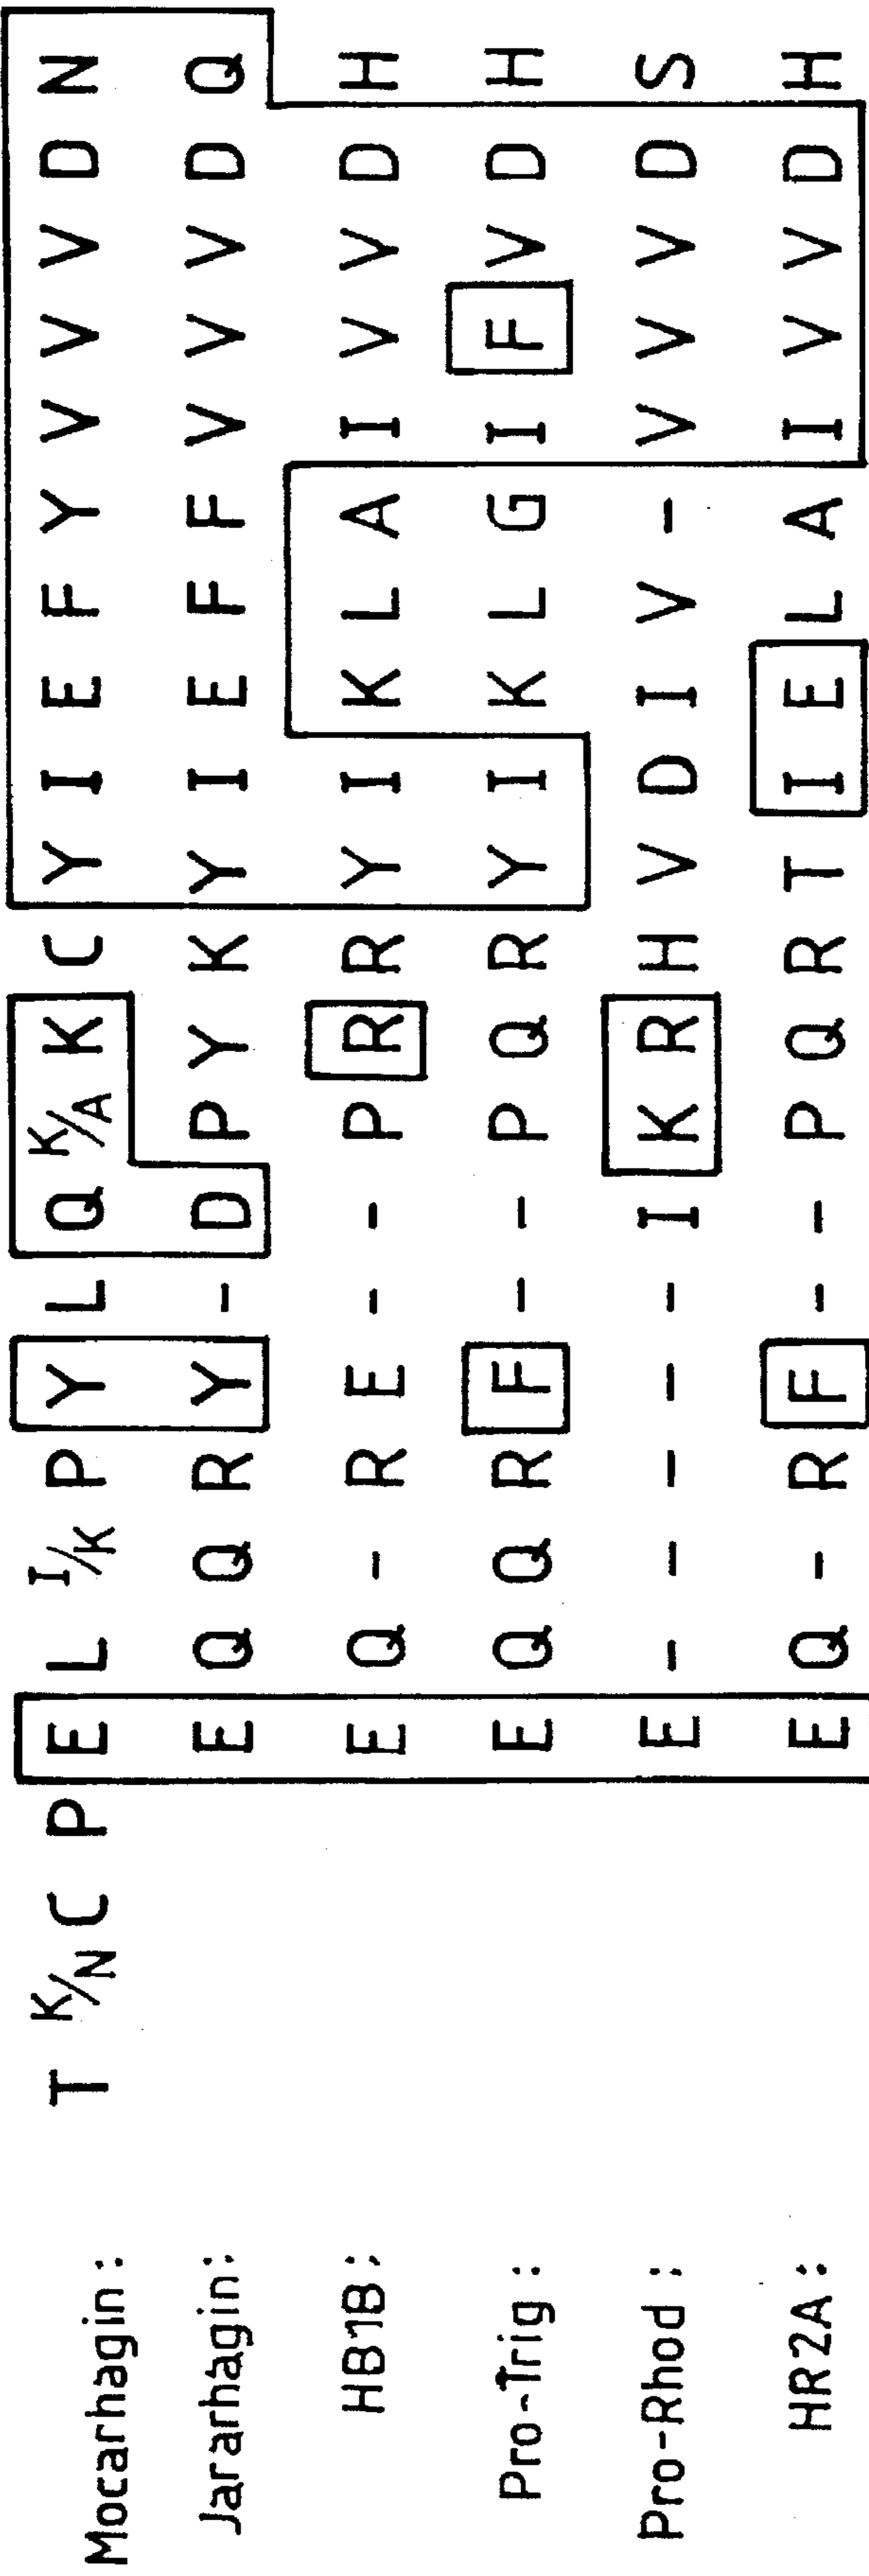 Mocarhagin: T K/N C P E L I/K P Y L Q K/A K C Y I E F Y V V V D N
Jararhagin: E Q Q R Y - D P Y K Y I E F F V V V D Q
HB1B: E Q - R E - - P R R Y I K L A I V V D H
Pro-Trig: E Q Q R F - - P Q R Y I K L G I F V D H
Pro-Rhod: E - - - - - I K R H V D I V - V V V D S
HR2A: E Q - R F - - P Q R T I E L A I V V D H